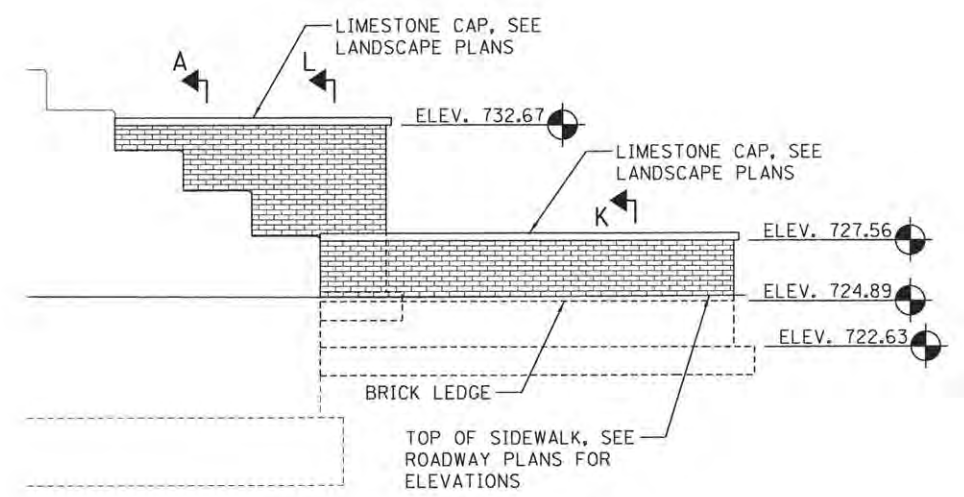 LIMESTONE CAP, SEE
LANDSCAPE PLANS
A
L
ELEV. 732.67
LIMESTONE CAP, SEE
LANDSCAPE PLANS
K
ELEV. 727.56
ELEV. 724.89
ELEV. 722.63
BRICK LEDGE
TOP OF SIDEWALK, SEE
ROADWAY PLANS FOR
ELEVATIONS